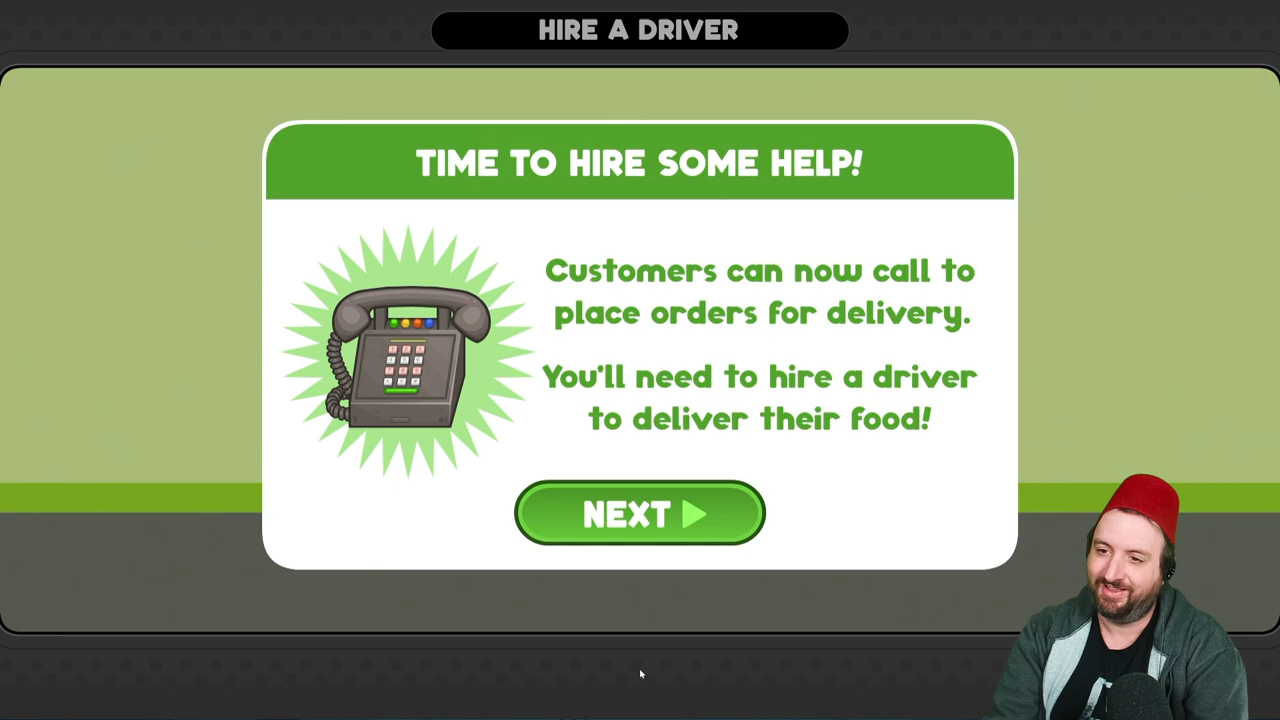 HIRE A DRIVER
TIME TO HIRE SOME HELP!
Customers can now call to
place orders for delivery.
You'll need to hire a driver
to deliver their food!
NEXT